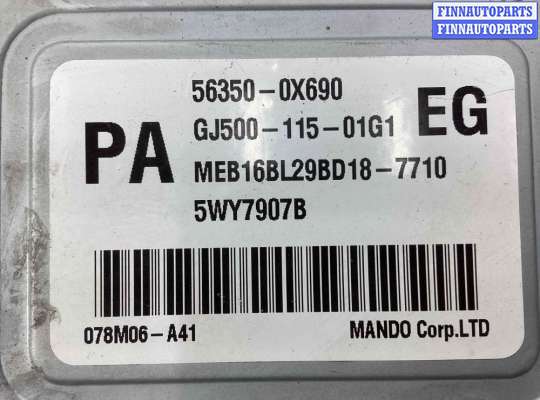 FINNAUTOPARTS
FINNAUTOPARTS
56350-0X690
PA GJ500-115-01G1 EG
MEB16BL29BD18-7710
5WY7907B
078M06-A41 MANDO Corp.LTD